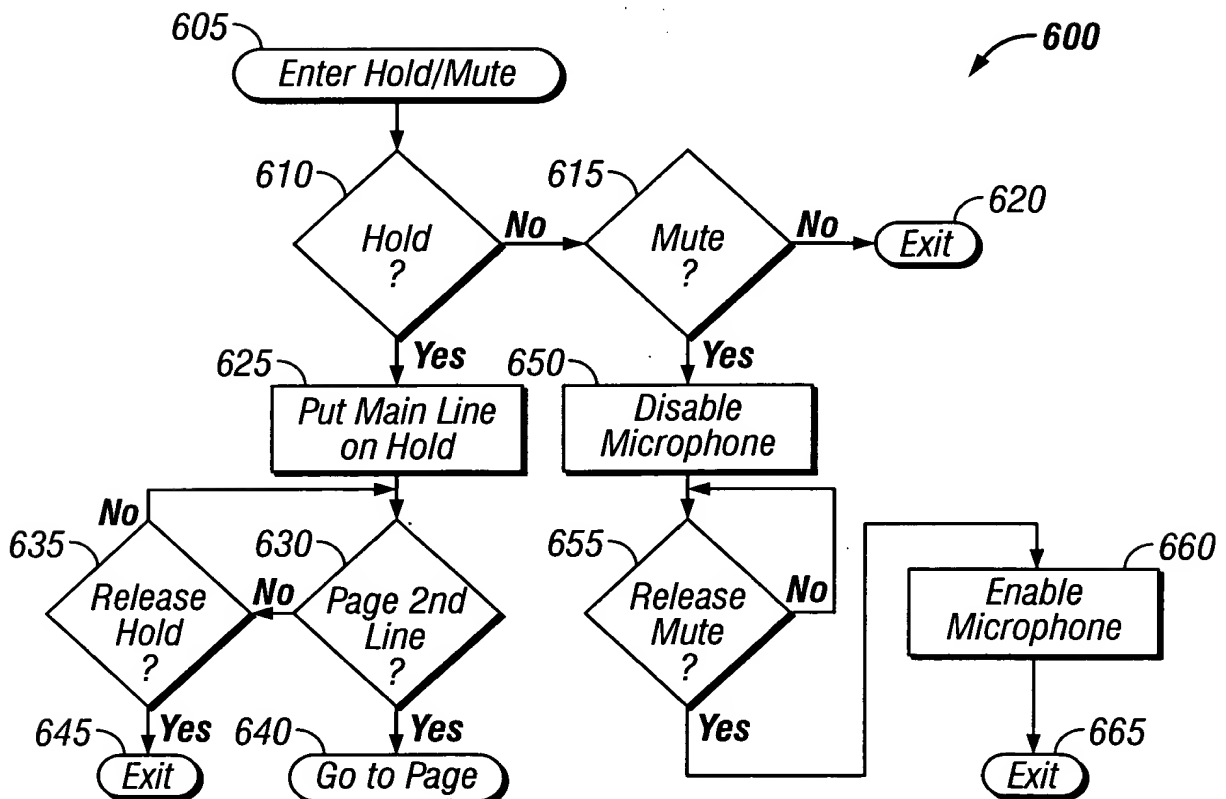 605
Enter Hold/Mute
600
610
Hold
?
No
615
Mute
?
No
620
Exit
Yes
Yes
625
Put Main Line
on Hold
650
Disable
Microphone
No
635
Release
Hold
?
No
630
Page 2nd
Line
?
655
Release
Mute
?
No
660
Enable
Microphone
Yes
645
Exit
Yes
640
Go to Page
Yes
665
Exit